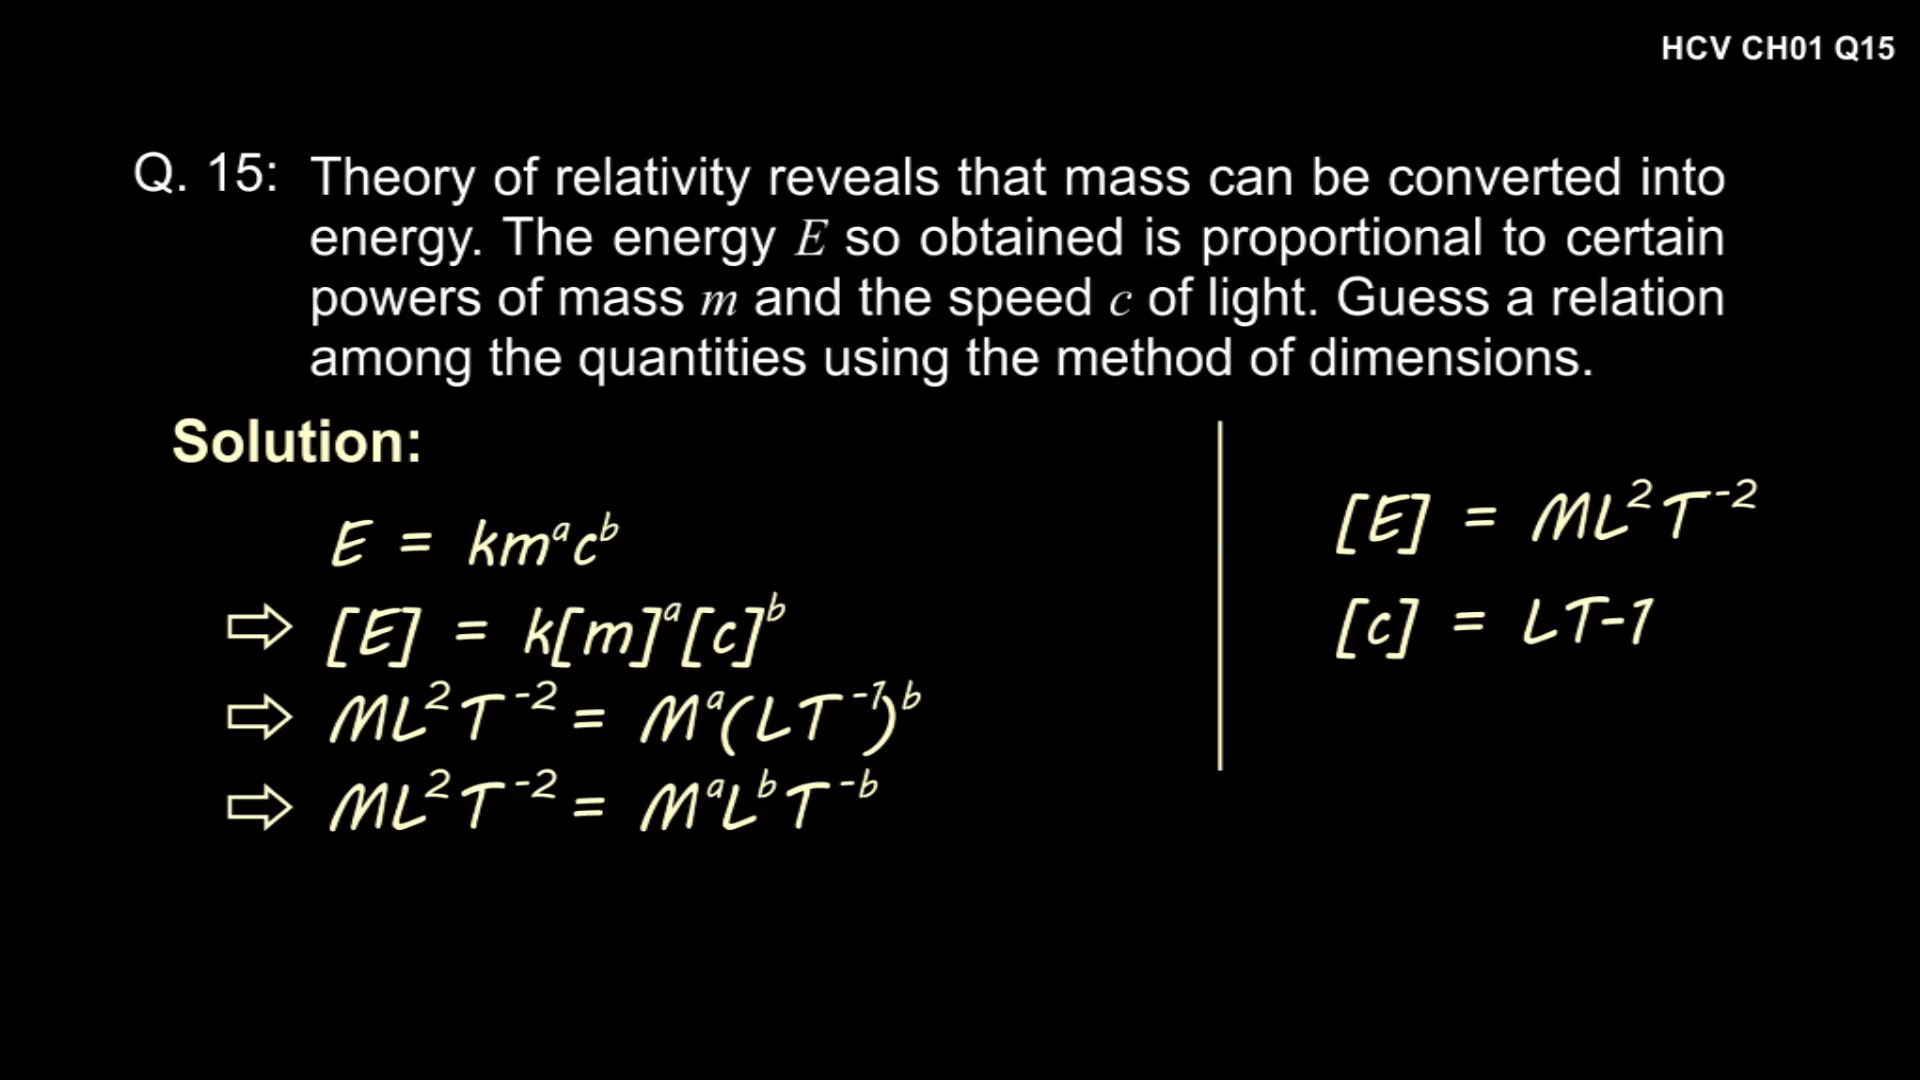 HCV CH01 Q15
Q. 15: Theory of relativity reveals that mass can be converted into
energy. The energy E so obtained is proportional to certain
powers of mass m and the speed c of light. Guess a relation
among the quantities using the method of dimensions.
Solution:
E = kmᵃcᵇ
⇨ [E] = k[m]ᵃ[c]ᵇ
⇨ ML²T⁻² = Mᵃ(LT⁻¹)ᵇ
⇨ ML²T⁻² = MᵃLᵇT⁻ᵇ
[E] = ML²T⁻²
[c] = LT-1